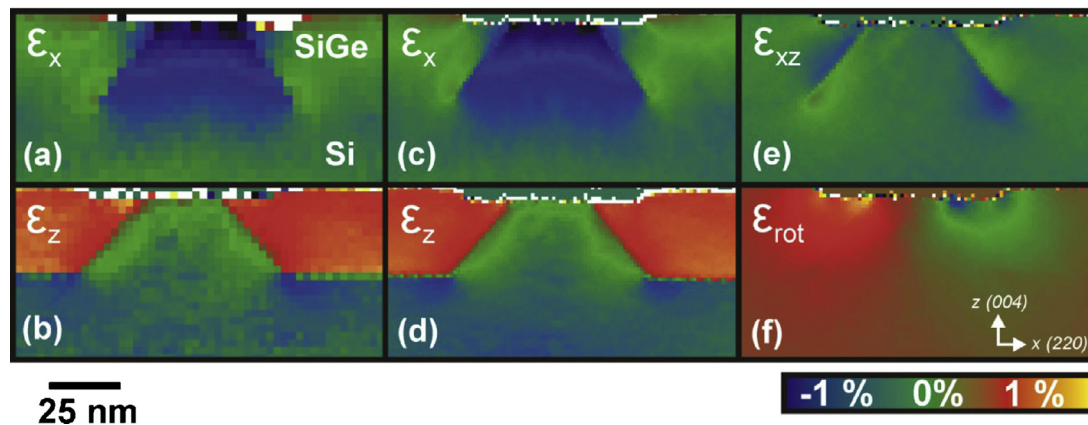 εx SiGe Si (a)
εx (c)
εxz (e)
εz (b)
εz (d)
εrot z (004) x (220) (f)
25 nm
-1 % 0% 1 %